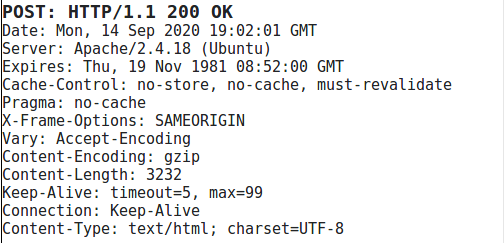 POST: HTTP/1.1 200 OK
Date: Mon, 14 Sep 2020 19:02:01 GMT
Server: Apache/2.4.18 (Ubuntu)
Expires: Thu, 19 Nov 1981 08:52:00 GMT
Cache-Control: no-store, no-cache, must-revalidate
Pragma: no-cache
X-Frame-Options: SAMEORIGIN
Vary: Accept-Encoding
Content-Encoding: gzip
Content-Length: 3232
Keep-Alive: timeout=5, max=99
Connection: Keep-Alive
Content-Type: text/html; charset=UTF-8